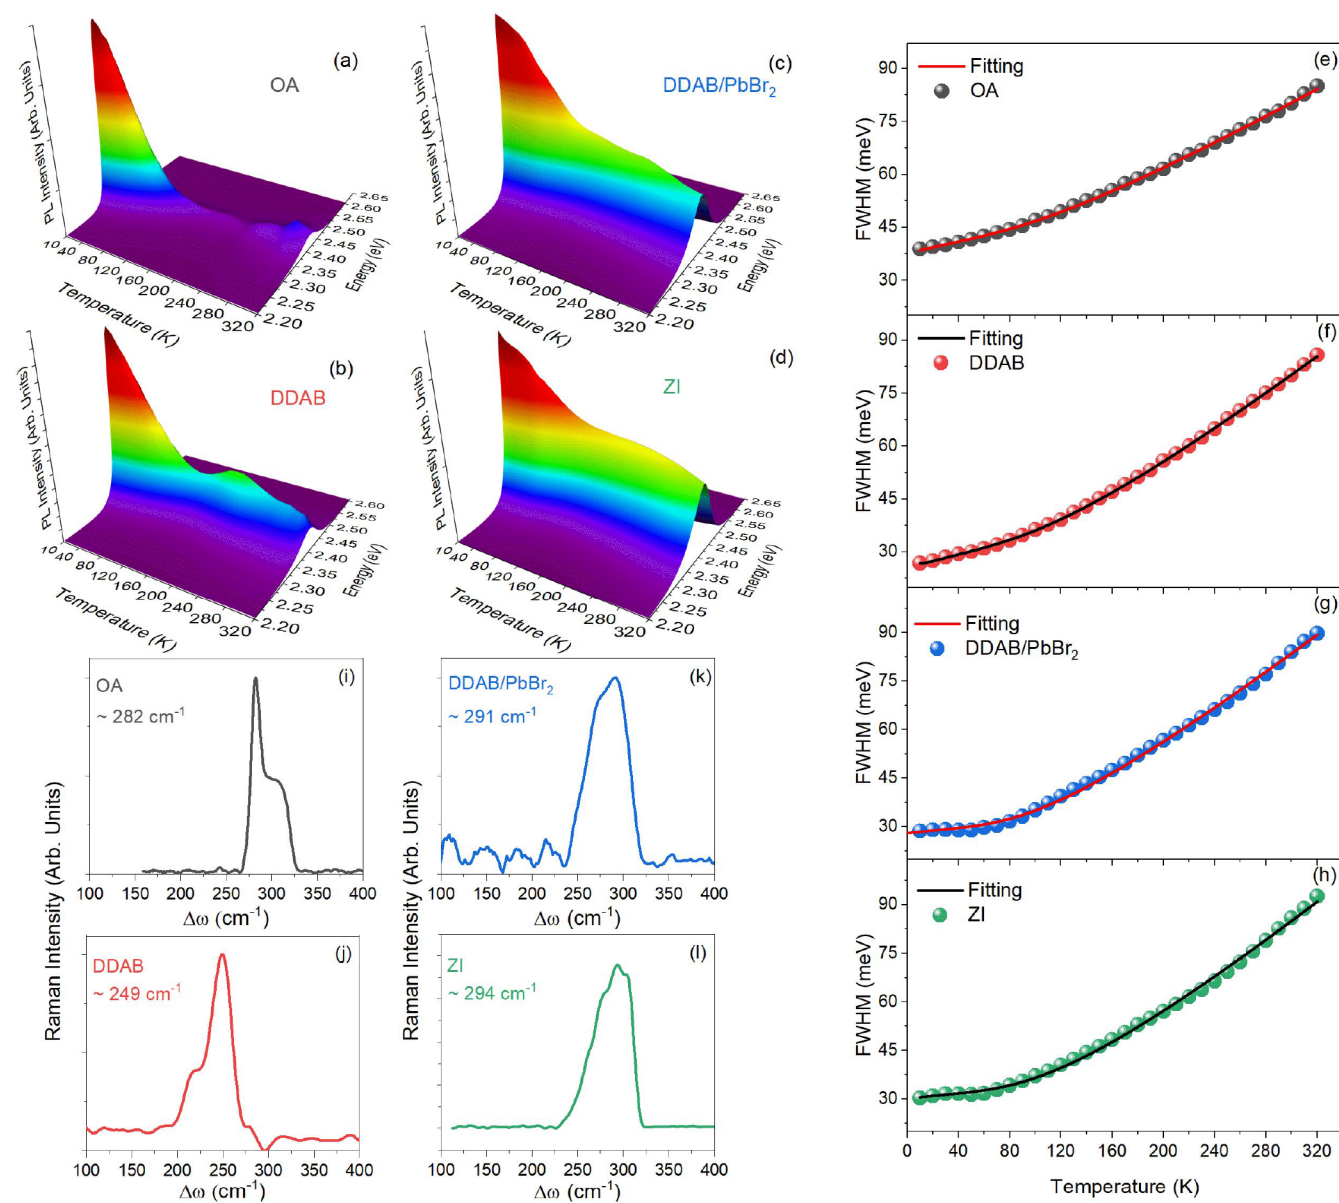 (a)
OA
PL Intensity (Arb. Units)
1040 80 120 160 200 240 280 320
Temperature (K)
2.20 2.25 2.30 2.35 2.40 2.45 2.50 2.55 2.60 2.65
Energy (eV)
(c)
DDAB/PbBr2
PL Intensity (Arb. Units)
1040 80 120 160 200 240 280 320
Temperature (K)
2.20 2.25 2.30 2.35 2.40 2.45 2.50 2.55 2.60 2.65
Energy (eV)
(b)
DDAB
PL Intensity (Arb. Units)
1040 80 120 160 200 240 280 320
Temperature (K)
2.20 2.25 2.30 2.35 2.40 2.45 2.50 2.55 2.60
Energy (eV)
(d)
ZI
PL Intensity (Arb. Units)
1040 80 120 160 200 240 280 320
Temperature (K)
2.20 2.25 2.30 2.35 2.40 2.45 2.50 2.55 2.60 2.65
Energy (eV)
(i)
OA
~ 282 cm-1
100 150 200 250 300 350 400
Δω (cm-1)
(k)
DDAB/PbBr2
~ 291 cm-1
100 150 200 250 300 350 400
Δω (cm-1)
(j)
DDAB
~ 249 cm-1
100 150 200 250 300 350 400
Δω (cm-1)
Raman Intensity (Arb. Units)
(l)
ZI
~ 294 cm-1
100 150 200 250 300 350 400
Δω (cm-1)
Raman Intensity (Arb. Units)
(e)
Fitting
OA
90
75
60
45
30
FWHM (meV)
(f)
Fitting
DDAB
90
75
60
45
30
FWHM (meV)
(g)
Fitting
DDAB/PbBr2
90
75
60
45
30
FWHM (meV)
(h)
Fitting
ZI
90
75
60
45
30
FWHM (meV)
0 40 80 120 160 200 240 280 320
Temperature (K)